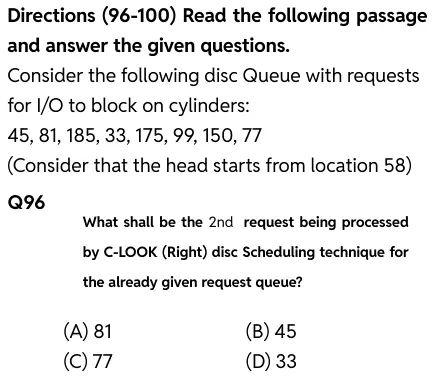 Directions (96-100) Read the following passage
and answer the given questions.
Consider the following disc Queue with requests
for I/O to block on cylinders:
45, 81, 185, 33, 175, 99, 150, 77
(Consider that the head starts from location 58)
Q96
What shall be the 2nd request being processed
by C-LOOK (Right) disc Scheduling technique for
the already given request queue?
(A) 81 (B) 45
(C) 77 (D) 33